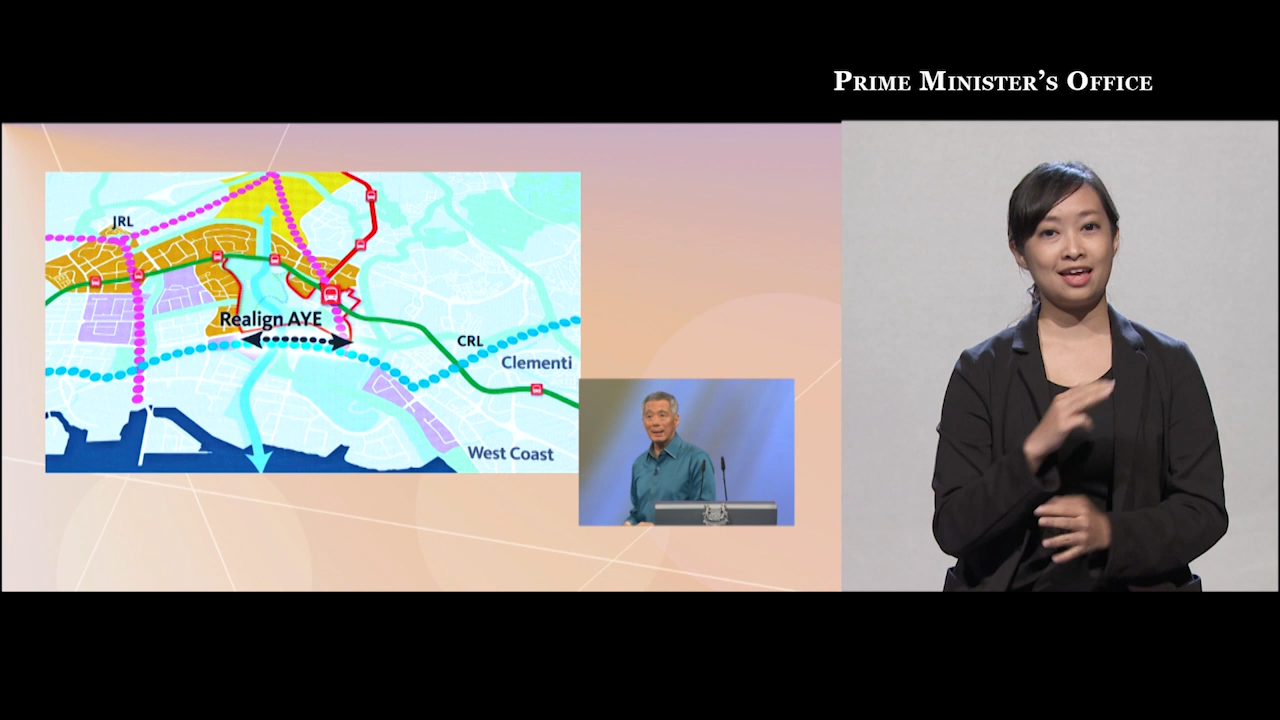 PRIME MINISTER'S OFFICE
JRL
Realign AYE
CRL
Clementi
West Coast